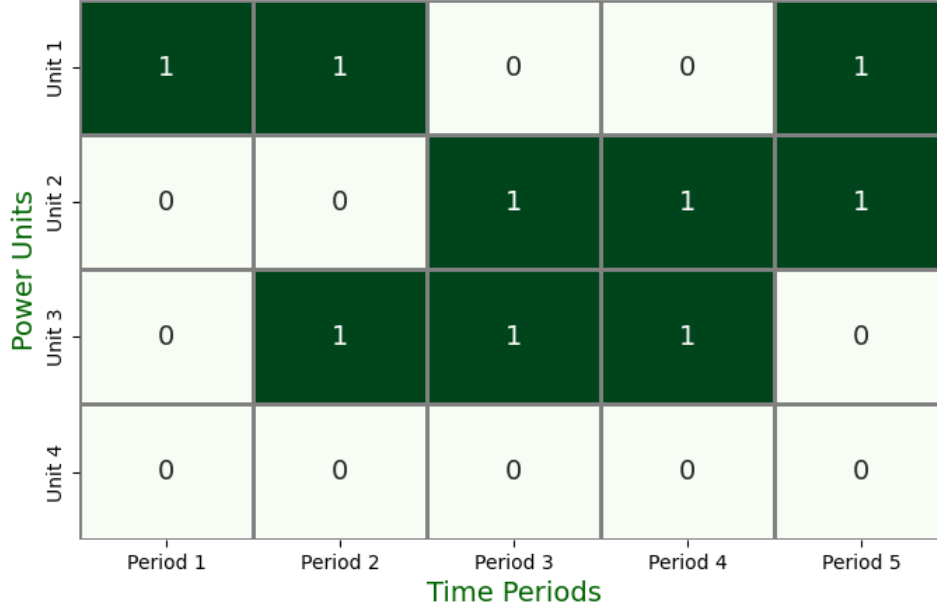 Power Units
Unit 1
1 1 0 0 1
Unit 2
0 0 1 1 1
Unit 3
0 1 1 1 0
Unit 4
0 0 0 0 0
Period 1 Period 2 Period 3 Period 4 Period 5
Time Periods